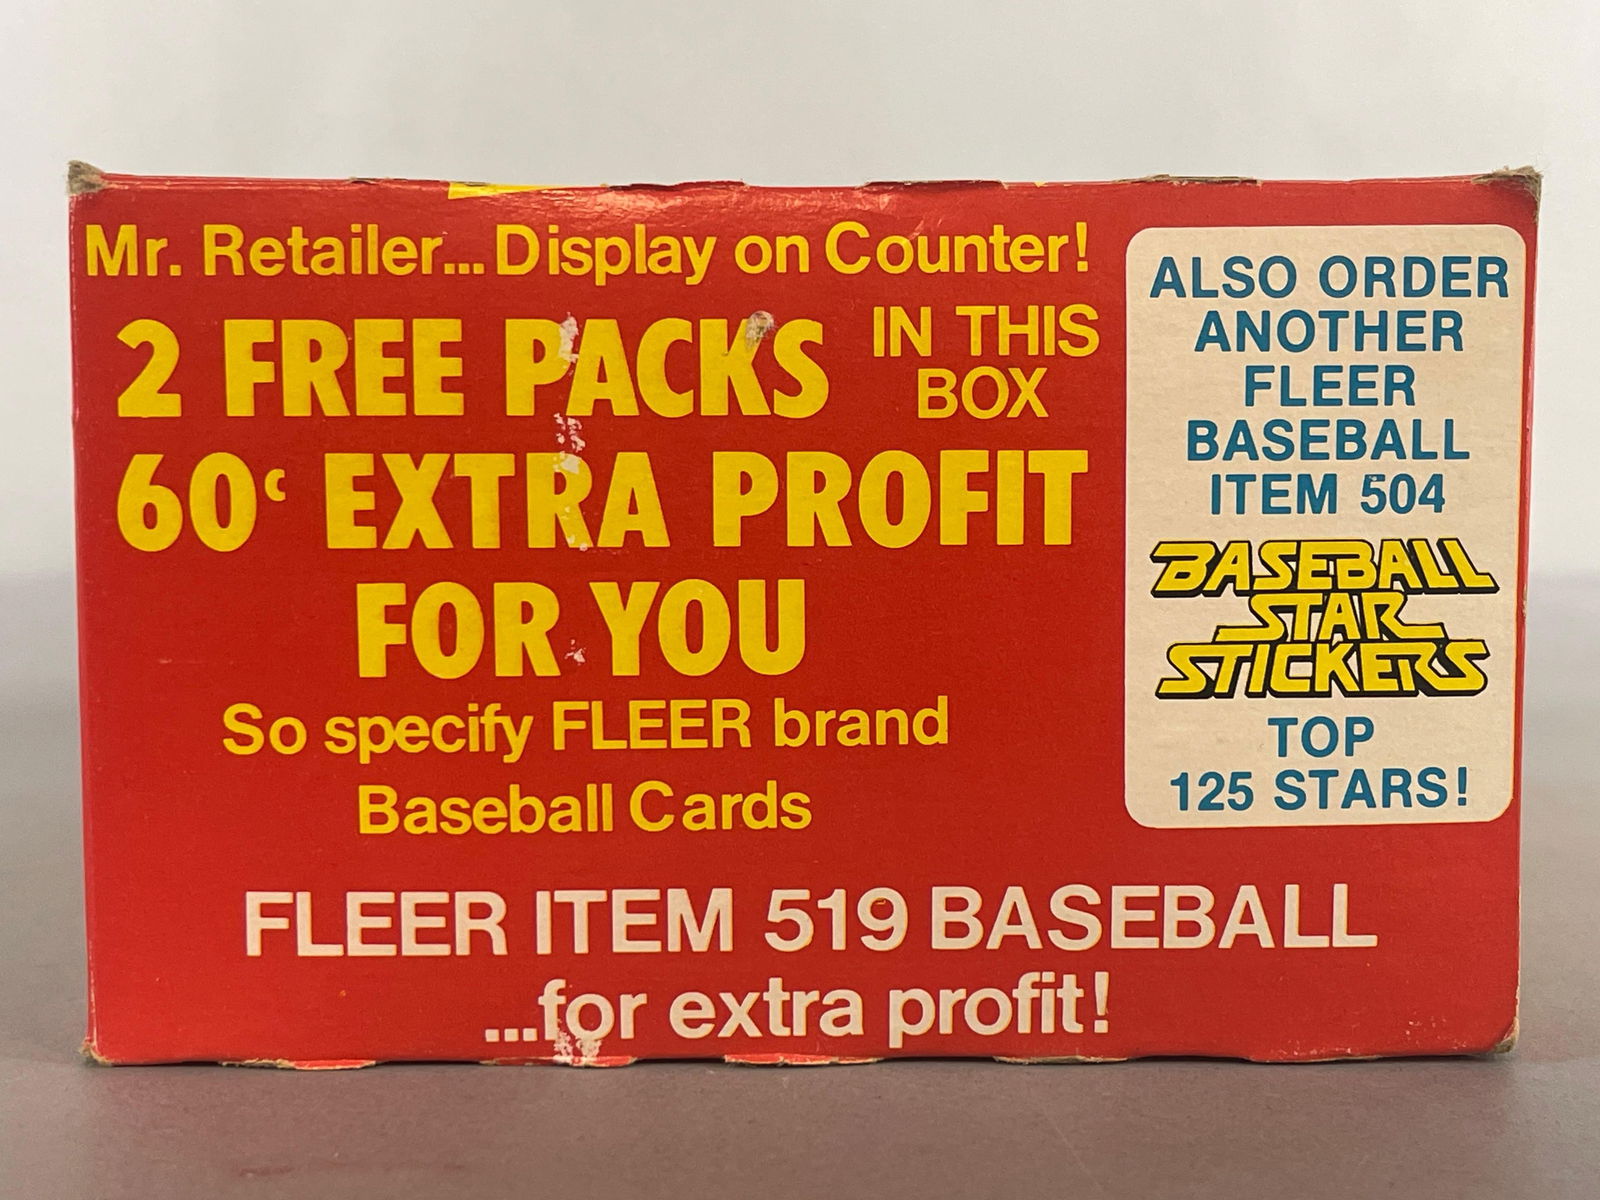 Mr. Retailer... Display on Counter!
2 FREE PACKS IN THIS BOX
60¢ EXTRA PROFIT
FOR YOU
So specify FLEER brand
Baseball Cards
FLEER ITEM 519 BASEBALL
...for extra profit!
ALSO ORDER
ANOTHER
FLEER
BASEBALL
ITEM 504
BASEBALL
STAR
STICKERS
TOP
125 STARS!